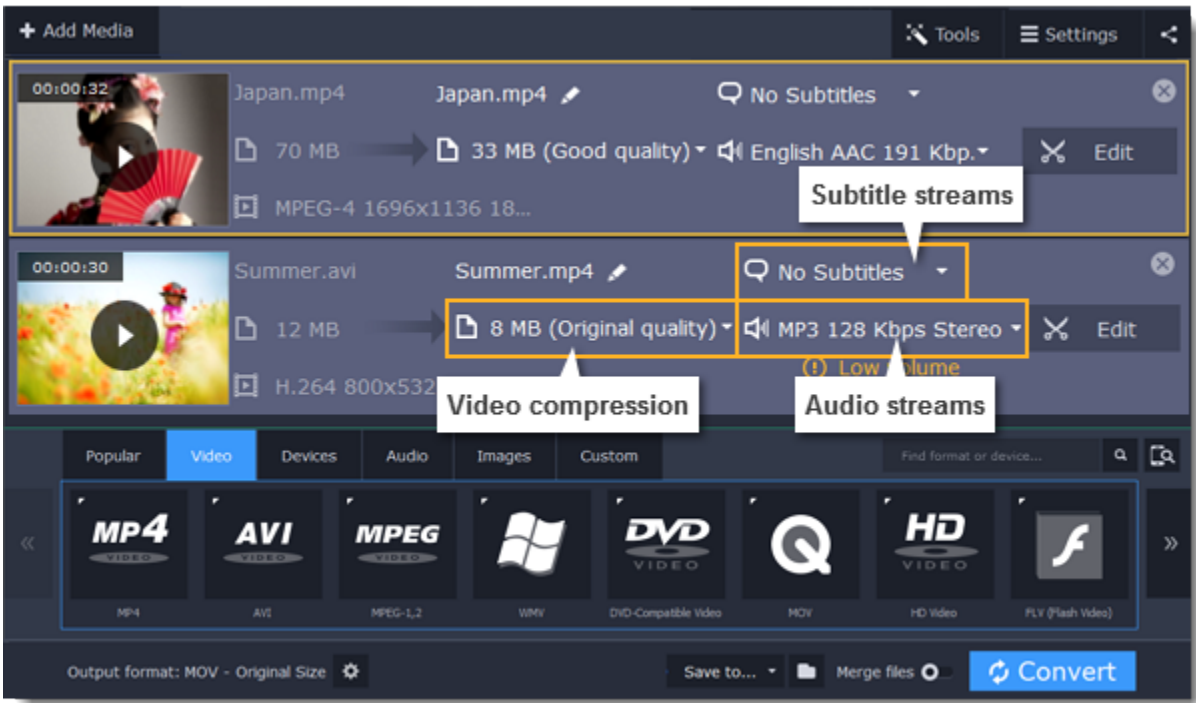 + Add Media
Tools
Settings
00:00:32
Japan.mp4
Japan.mp4
No Subtitles
70 MB
33 MB (Good quality)
English AAC 191 Kbp.
Edit
MPEG-4 1696x1136 18...
Subtitle streams
00:00:30
Summer.avi
Summer.mp4
No Subtitles
12 MB
8 MB (Original quality)
MP3 128 Kbps Stereo
Edit
H.264 800x532
Low volume
Video compression
Audio streams
Popular
Video
Devices
Audio
Images
Custom
Find format or device...
MP4 VIDEO
AVI VIDEO
MPEG VIDEO
DVD VIDEO
HD VIDEO
MP4
AVI
MPEG-1,2
WMV
DVD-Compatible Video
MOV
HD Video
FLV (Flash Video)
Output format: MOV - Original Size
Save to...
Merge files
Convert